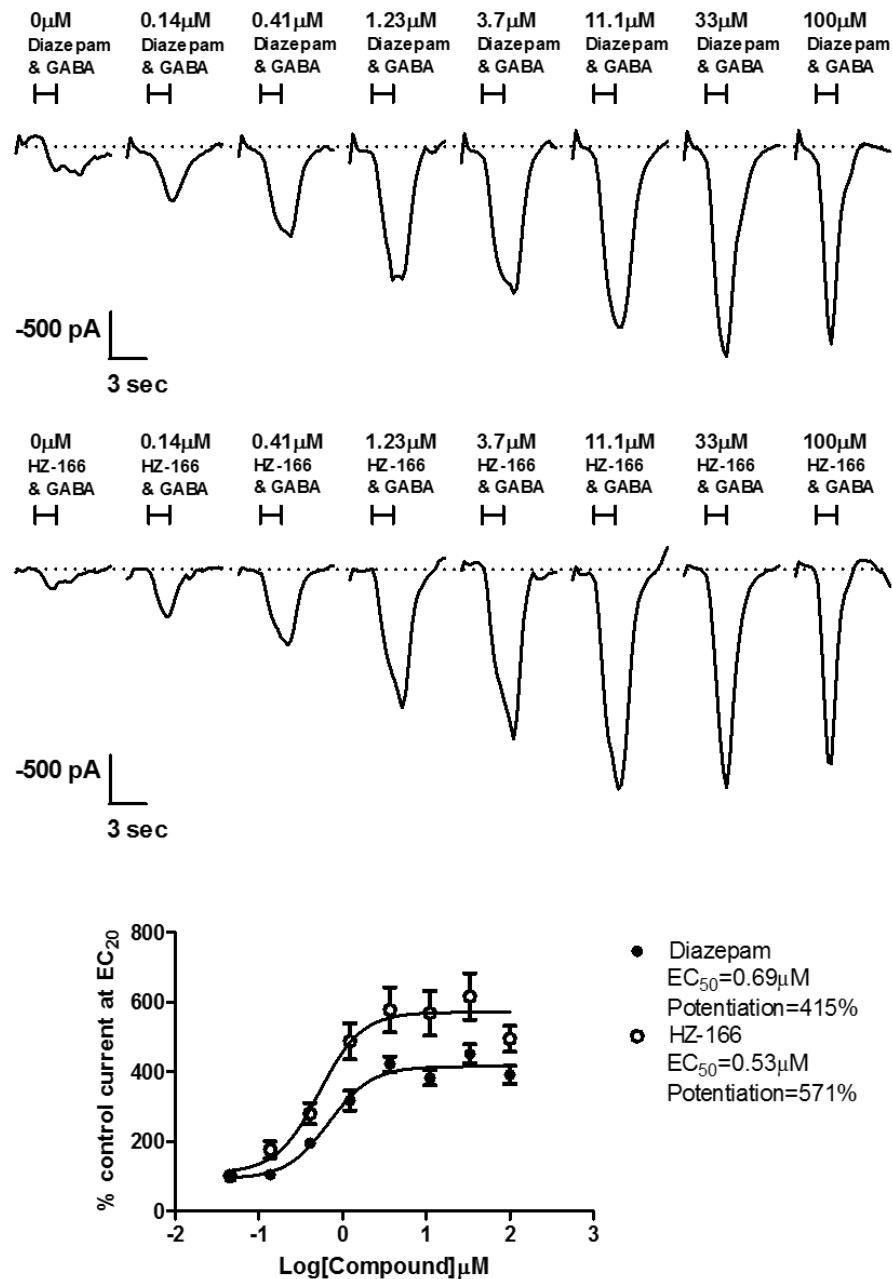 0μM 0.14μM 0.41μM 1.23μM 3.7μM 11.1μM 33μM 100μM
Diazepam Diazepam Diazepam Diazepam Diazepam Diazepam Diazepam Diazepam
& GABA & GABA & GABA & GABA & GABA & GABA & GABA & GABA
-500 pA
3 sec
0μM 0.14μM 0.41μM 1.23μM 3.7μM 11.1μM 33μM 100μM
HZ-166 HZ-166 HZ-166 HZ-166 HZ-166 HZ-166 HZ-166 HZ-166
& GABA & GABA & GABA & GABA & GABA & GABA & GABA & GABA
-500 pA
3 sec
% control current at EC20
800
600
400
200
0
-2 -1 0 1 2 3
Log[Compound]μM
Diazepam
EC50=0.69μM
Potentiation=415%
HZ-166
EC50=0.53μM
Potentiation=571%